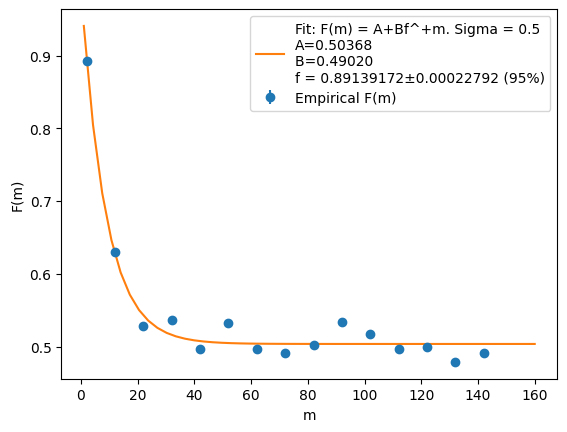 Fit: F(m) = A+Bf^+m. Sigma = 0.5
A=0.50368
B=0.49020
f = 0.89139172±0.00022792 (95%)
Empirical F(m)
F(m)
0.9
0.8
0.7
0.6
0.5
0 20 40 60 80 100 120 140 160
m